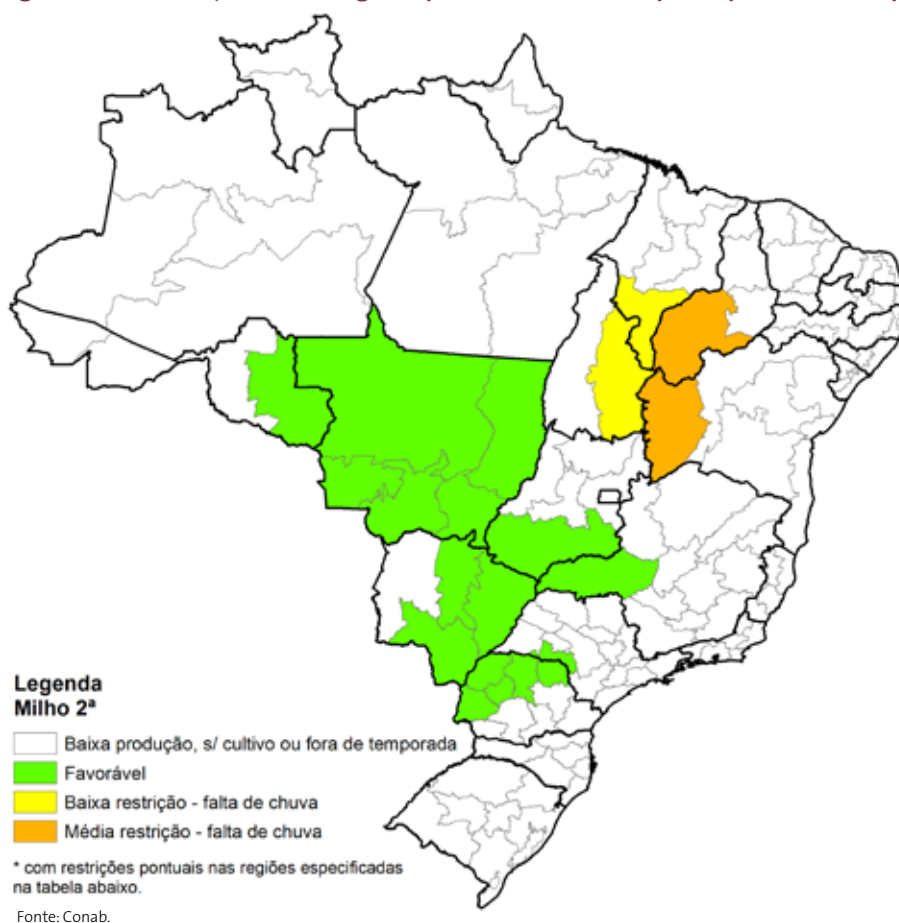 Legenda
Milho 2ª
Baixa produção, s/ cultivo ou fora de temporada
Favorável
Baixa restrição - falta de chuva
Média restrição - falta de chuva
* com restrições pontuais nas regiões especificadas
na tabela abaixo.
Fonte: Conab.